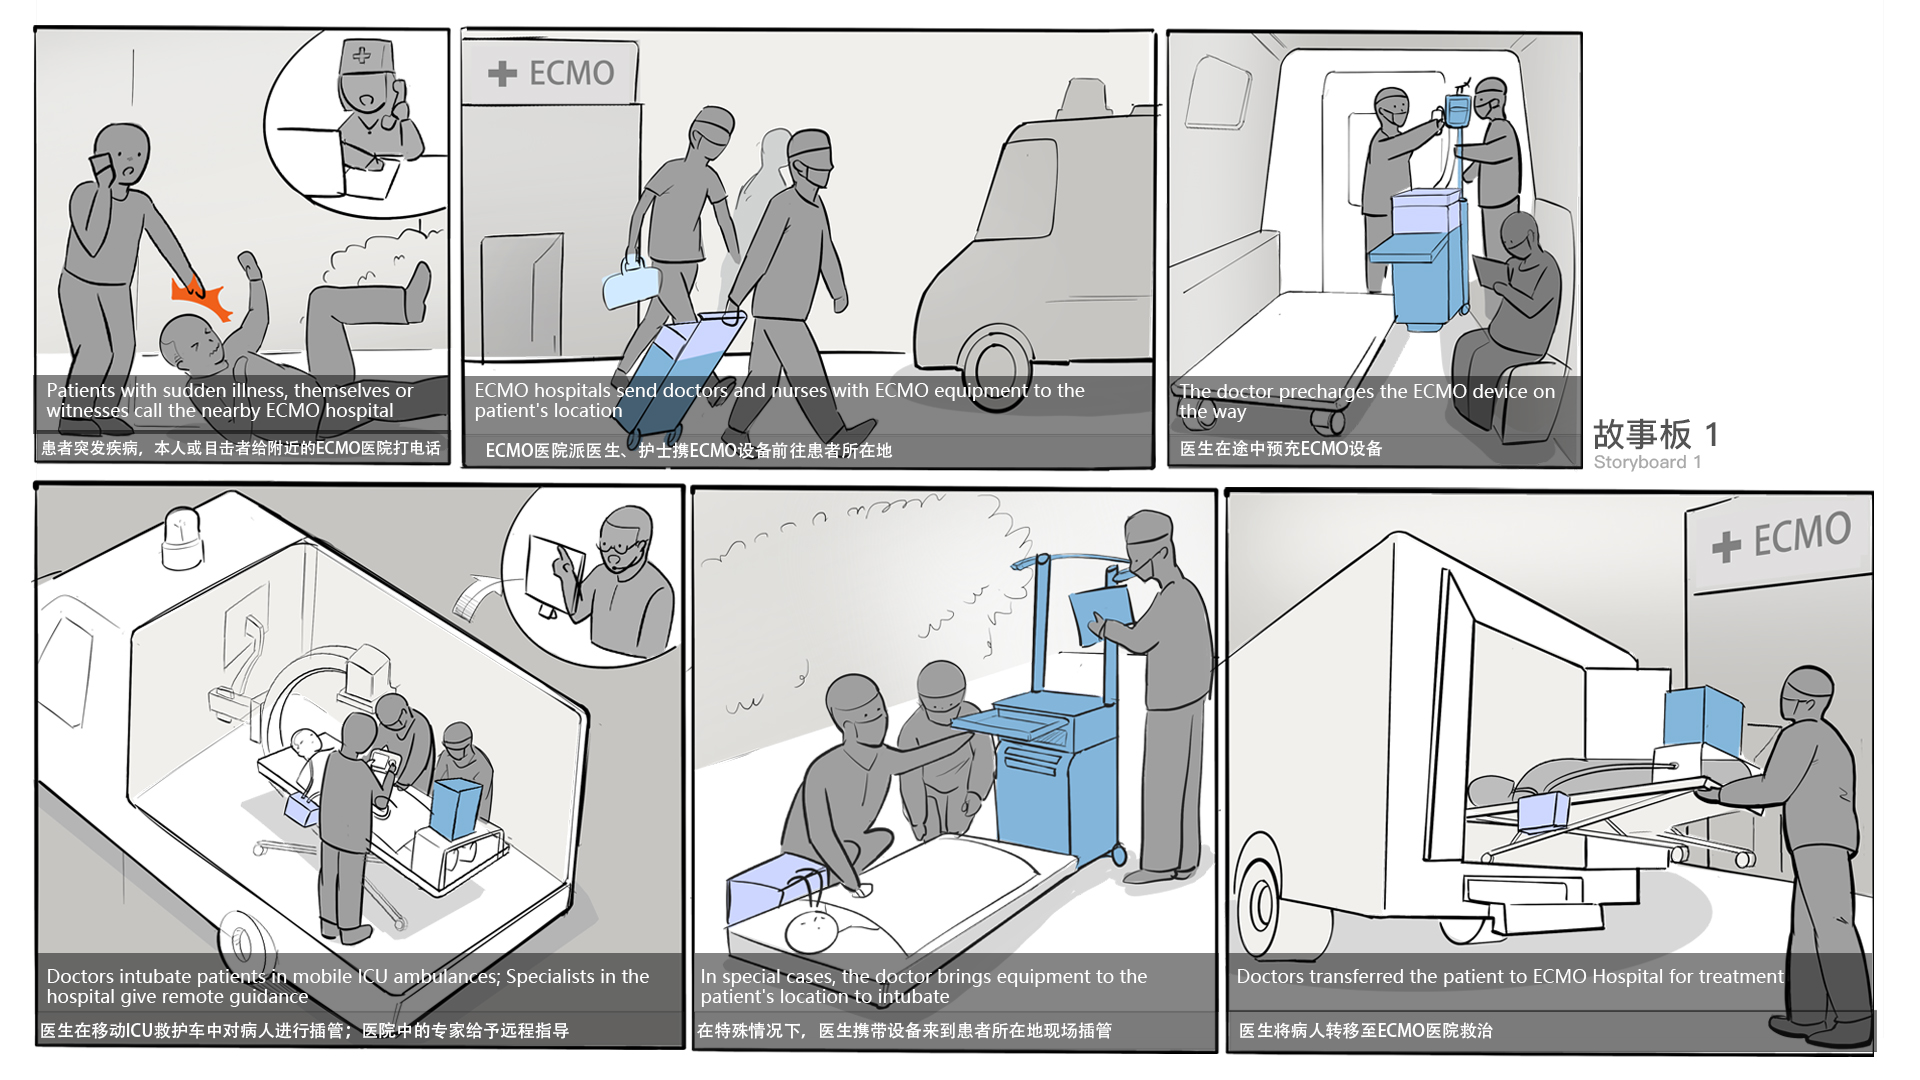 Patients with sudden illness, themselves or
witnesses call the nearby ECMO hospital
患者突发疾病，本人或目击者给附近的ECMO医院打电话
ECMO
ECMO hospitals send doctors and nurses with ECMO equipment to the
patient's location
ECMO医院派医生、护士携ECMO设备前往患者所在地
The doctor precharges the ECMO device on
the way
医生在途中预充ECMO设备
故事板 1
Storyboard 1
Doctors intubate patients in mobile ICU ambulances; Specialists in the
hospital give remote guidance
医生在移动ICU救护车中对病人进行插管；医院中的专家给予远程指导
In special cases, the doctor brings equipment to the
patient's location to intubate
在特殊情况下，医生携带设备来到患者所在地现场插管
ECMO
Doctors transferred the patient to ECMO Hospital for treatment
医生将病人转移至ECMO医院救治